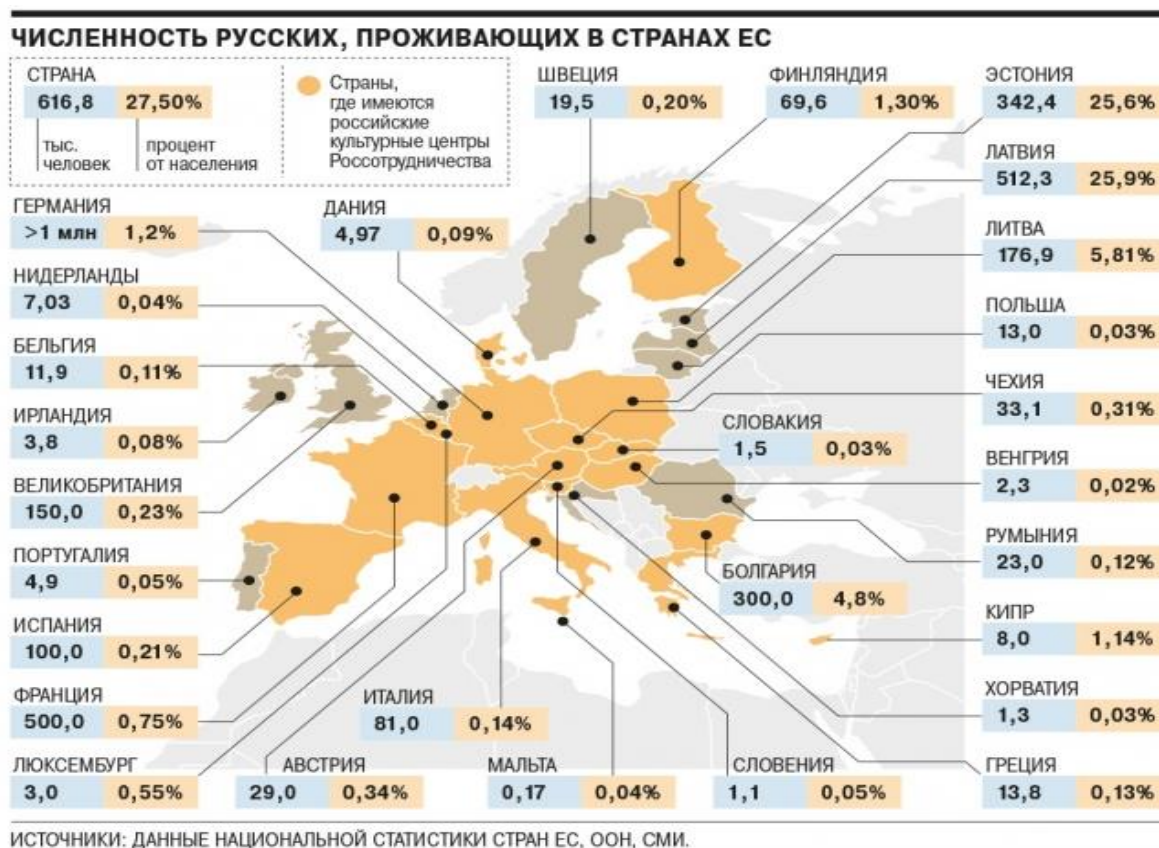 ЧИСЛЕННОСТЬ РУССКИХ, ПРОЖИВАЮЩИХ В СТРАНАХ ЕС
СТРАНА
616,8 27,50%
тыс.
человек
процент
от населения
Страны,
где имеются
российские
культурные центры
Россотрудничества
ШВЕЦИЯ
19,5 0,20%
ФИНЛЯНДИЯ
69,6 1,30%
ЭСТОНИЯ
342,4 25,6%
ЛАТВИЯ
512,3 25,9%
ЛИТВА
176,9 5,81%
ПОЛЬША
13,0 0,03%
ЧЕХИЯ
33,1 0,31%
ВЕНГРИЯ
2,3 0,02%
РУМЫНИЯ
23,0 0,12%
КИПР
8,0 1,14%
ХОРВАТИЯ
1,3 0,03%
ГРЕЦИЯ
13,8 0,13%
ГЕРМАНИЯ
>1 млн 1,2%
ДАНИЯ
4,97 0,09%
НИДЕРЛАНДЫ
7,03 0,04%
БЕЛЬГИЯ
11,9 0,11%
ИРЛАНДИЯ
3,8 0,08%
ВЕЛИКОБРИТАНИЯ
150,0 0,23%
ПОРТУГАЛИЯ
4,9 0,05%
ИСПАНИЯ
100,0 0,21%
ФРАНЦИЯ
500,0 0,75%
ЛЮКСЕМБУРГ
3,0 0,55%
СЛОВАКИЯ
1,5 0,03%
БОЛГАРИЯ
300,0 4,8%
ИТАЛИЯ
81,0 0,14%
АВСТРИЯ
29,0 0,34%
МАЛЬТА
0,17 0,04%
СЛОВЕНИЯ
1,1 0,05%
ИСТОЧНИКИ: ДАННЫЕ НАЦИОНАЛЬНОЙ СТАТИСТИКИ СТРАН ЕС, ООН, СМИ.